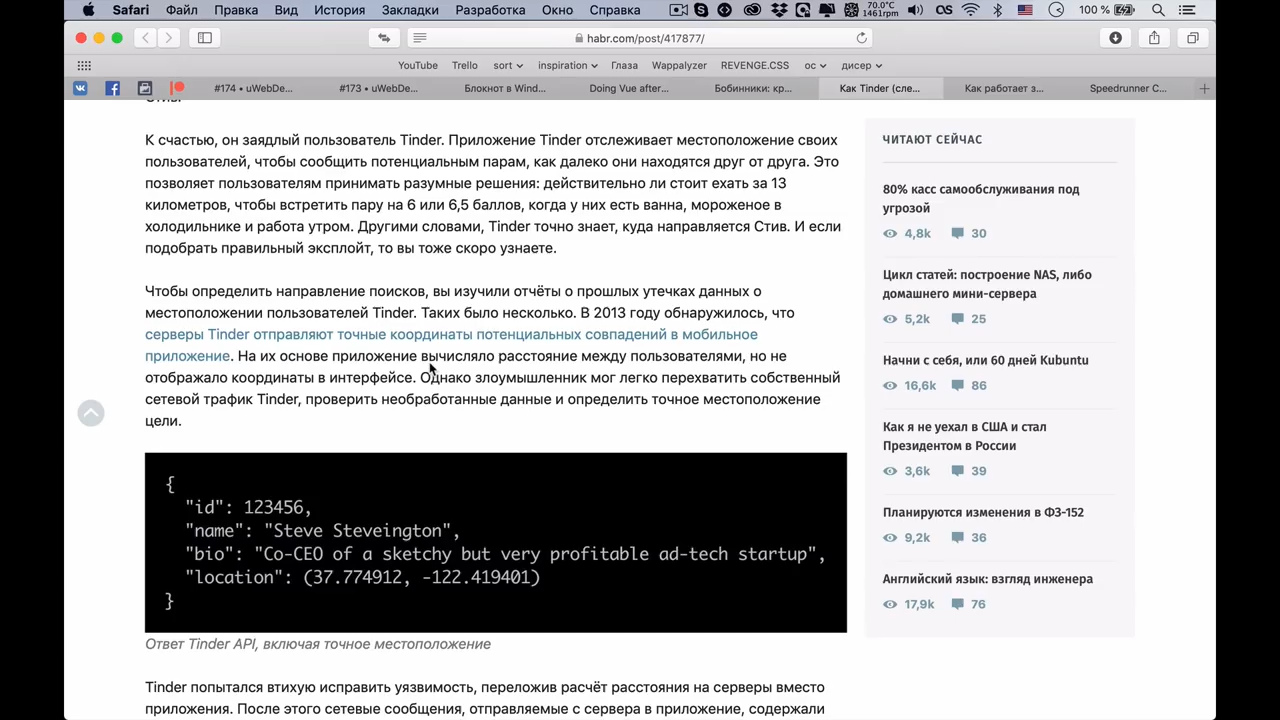 Safari Файл Правка Вид История Закладки Разработка Окно Справка 70.0°C 1461rpm 100 %
habr.com/post/417877/
YouTube Trello sort inspiration Глаза Wappalyzer REVENGE.CSS ос дисер
#174 • uWebDe... #173 • uWebDe... Блокнот в Wind... Doing Vue after... Бобинники: кр... Как Tinder (сле... Как работает з... Speedrunner C...
К счастью, он заядлый пользователь Tinder. Приложение Tinder отслеживает местоположение своих
пользователей, чтобы сообщить потенциальным парам, как далеко они находятся друг от друга. Это
позволяет пользователям принимать разумные решения: действительно ли стоит ехать за 13
километров, чтобы встретить пару на 6 или 6,5 баллов, когда у них есть ванна, мороженое в
холодильнике и работа утром. Другими словами, Tinder точно знает, куда направляется Стив. И если
подобрать правильный эксплойт, то вы тоже скоро узнаете.
Чтобы определить направление поисков, вы изучили отчёты о прошлых утечках данных о
местоположении пользователей Tinder. Таких было несколько. В 2013 году обнаружилось, что
серверы Tinder отправляют точные координаты потенциальных совпадений в мобильное
приложение. На их основе приложение вычисляло расстояние между пользователями, но не
отображало координаты в интерфейсе. Однако злоумышленник мог легко перехватить собственный
сетевой трафик Tinder, проверить необработанные данные и определить точное местоположение
цели.
{
"id": 123456,
"name": "Steve Steveington",
"bio": "Co-CEO of a sketchy but very profitable ad-tech startup",
"location": (37.774912, -122.419401)
}
Ответ Tinder API, включая точное местоположение
Tinder попытался втихую исправить уязвимость, переложив расчёт расстояния на серверы вместо
приложения. После этого сетевые сообщения, отправляемые с сервера в приложение, содержали
ЧИТАЮТ СЕЙЧАС
80% касс самообслуживания под
угрозой
4,8k 30
Цикл статей: построение NAS, либо
домашнего мини-сервера
5,2k 25
Начни с себя, или 60 дней Kubuntu
16,6k 86
Как я не уехал в США и стал
Президентом в России
3,6k 39
Планируются изменения в ФЗ-152
9,2k 36
Английский язык: взгляд инженера
17,9k 76